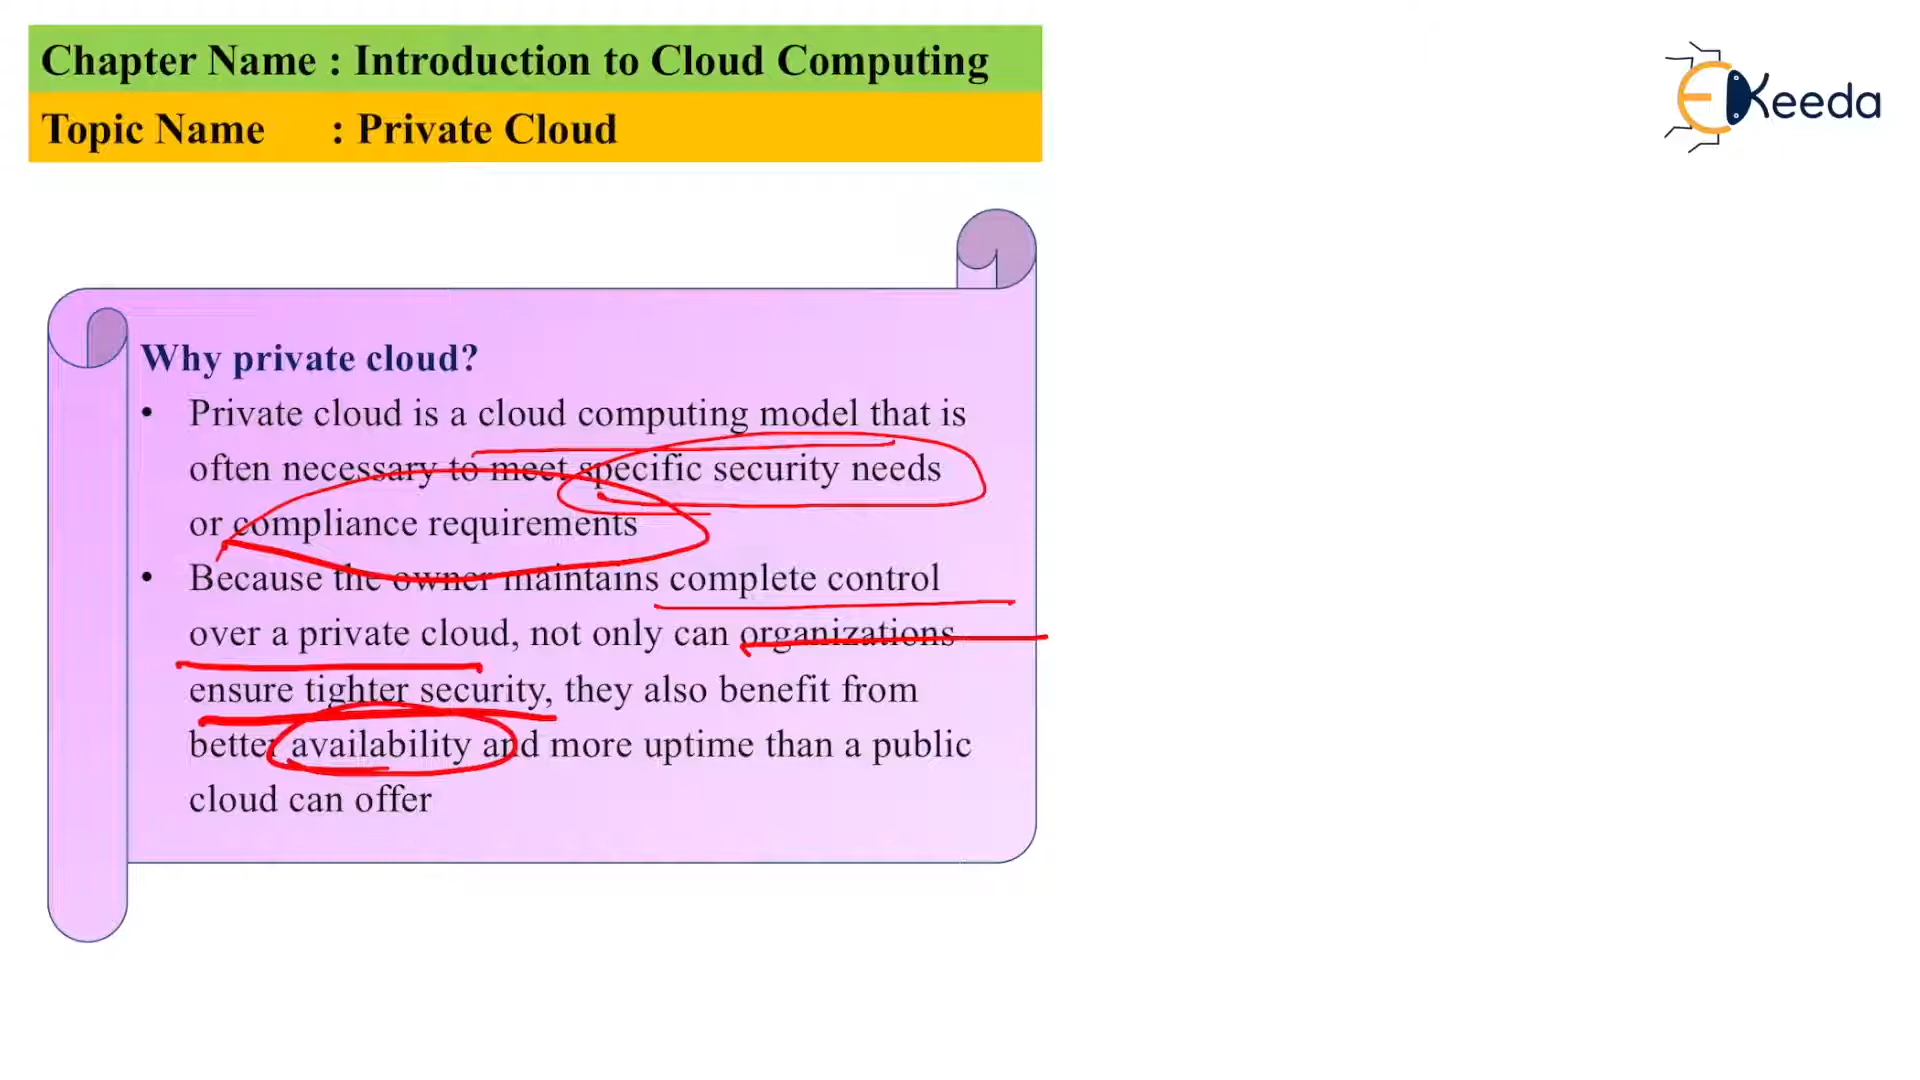 Chapter Name : Introduction to Cloud Computing
Topic Name : Private Cloud
EKeeda
Why private cloud?
• Private cloud is a cloud computing model that is
often necessary to meet specific security needs
or compliance requirements
• Because the owner maintains complete control
over a private cloud, not only can organizations
ensure tighter security, they also benefit from
better availability and more uptime than a public
cloud can offer